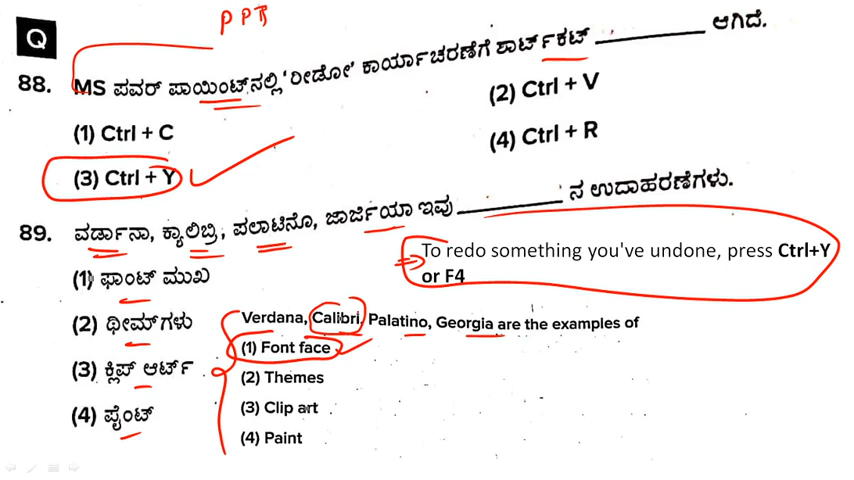 PPT
Q
88. MS ಪವರ್ ಪಾಯಿಂಟ್‌ನಲ್ಲಿ 'ರೀಡೋ' ಕಾರ್ಯಾಚರಣೆಗೆ ಶಾರ್ಟ್‌ಕಟ್ __________ ಆಗಿದೆ.
(1) Ctrl + C (2) Ctrl + V
(3) Ctrl + Y (4) Ctrl + R
89. ವರ್ಡಾನಾ, ಕ್ಯಾಲಿಬ್ರಿ, ಪಲಾಟಿನೊ, ಜಾರ್ಜಿಯಾ ಇವು __________ ನ ಉದಾಹರಣೆಗಳು.
To redo something you've undone, press Ctrl+Y
or F4
(1) ಫಾಂಟ್ ಮುಖ
(2) ಥೀಮ್‌ಗಳು
(3) ಕ್ಲಿಪ್ ಆರ್ಟ್
(4) ಪೈಂಟ್
Verdana, Calibri, Palatino, Georgia are the examples of
(1) Font face
(2) Themes
(3) Clip art
(4) Paint